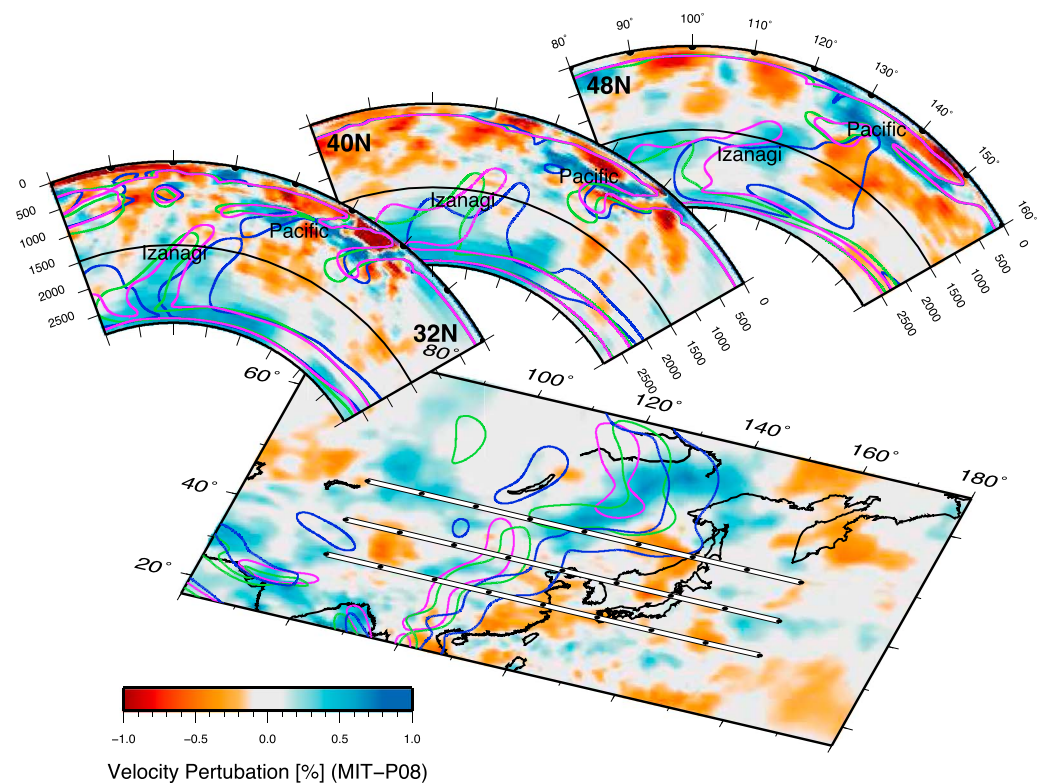 80° 90° 100° 110° 120° 130° 140° 150° 160°
48N
Pacific
Izanagi
0 500 1000 1500 2000 2500
40N
Pacific
Izanagi
0 500 1000 1500 2000 2500
0 500 1000 1500 2000 2500
Izanagi
Pacific
32N
80° 100° 120° 140° 160° 180°
60°
40°
20°
−1.0 −0.5 0.0 0.5 1.0
Velocity Pertubation [%] (MIT−P08)